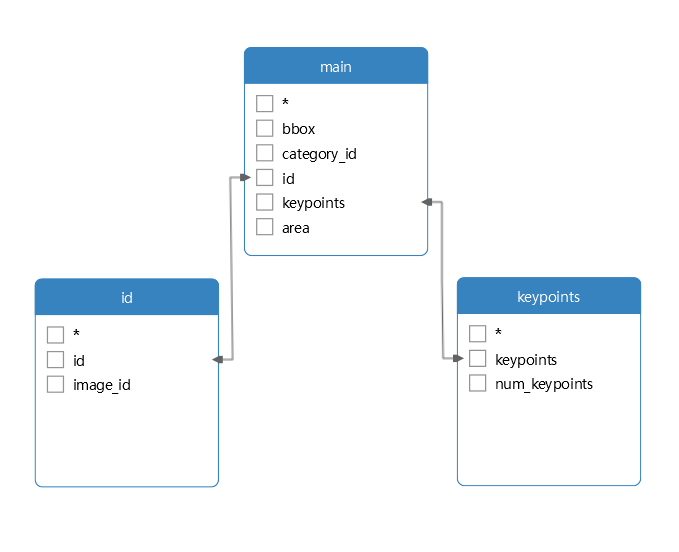 main
*
bbox
category_id
id
keypoints
area
id
*
id
image_id
keypoints
*
keypoints
num_keypoints